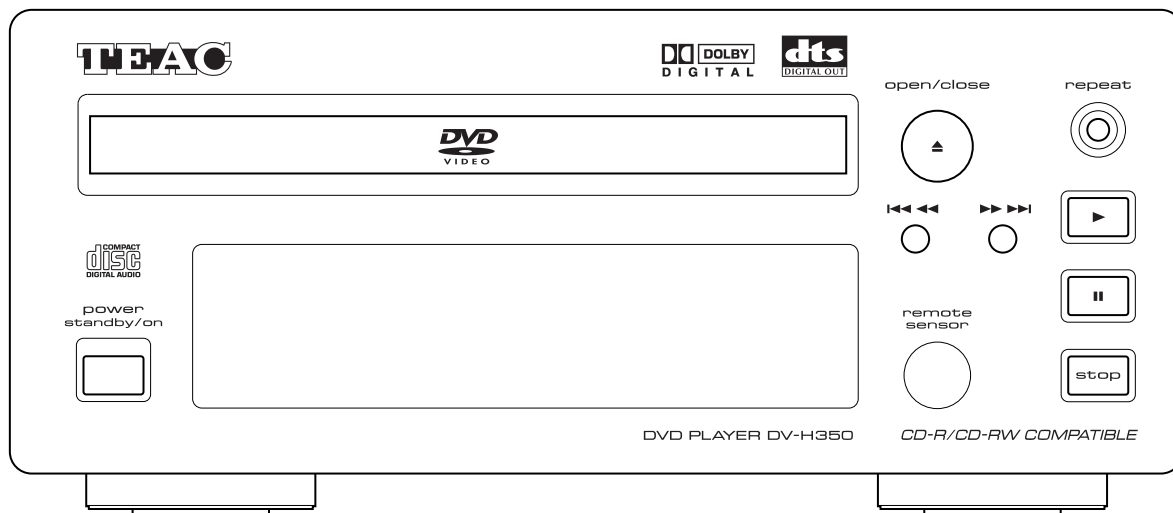 TEAC
DOLBY
DIGITAL
dts
DIGITAL OUT
open/close
repeat
DVD
VIDEO
COMPACT
disc
DIGITAL AUDIO
power
standby/on
remote
sensor
stop
DVD PLAYER DV-H350
CD-R/CD-RW COMPATIBLE